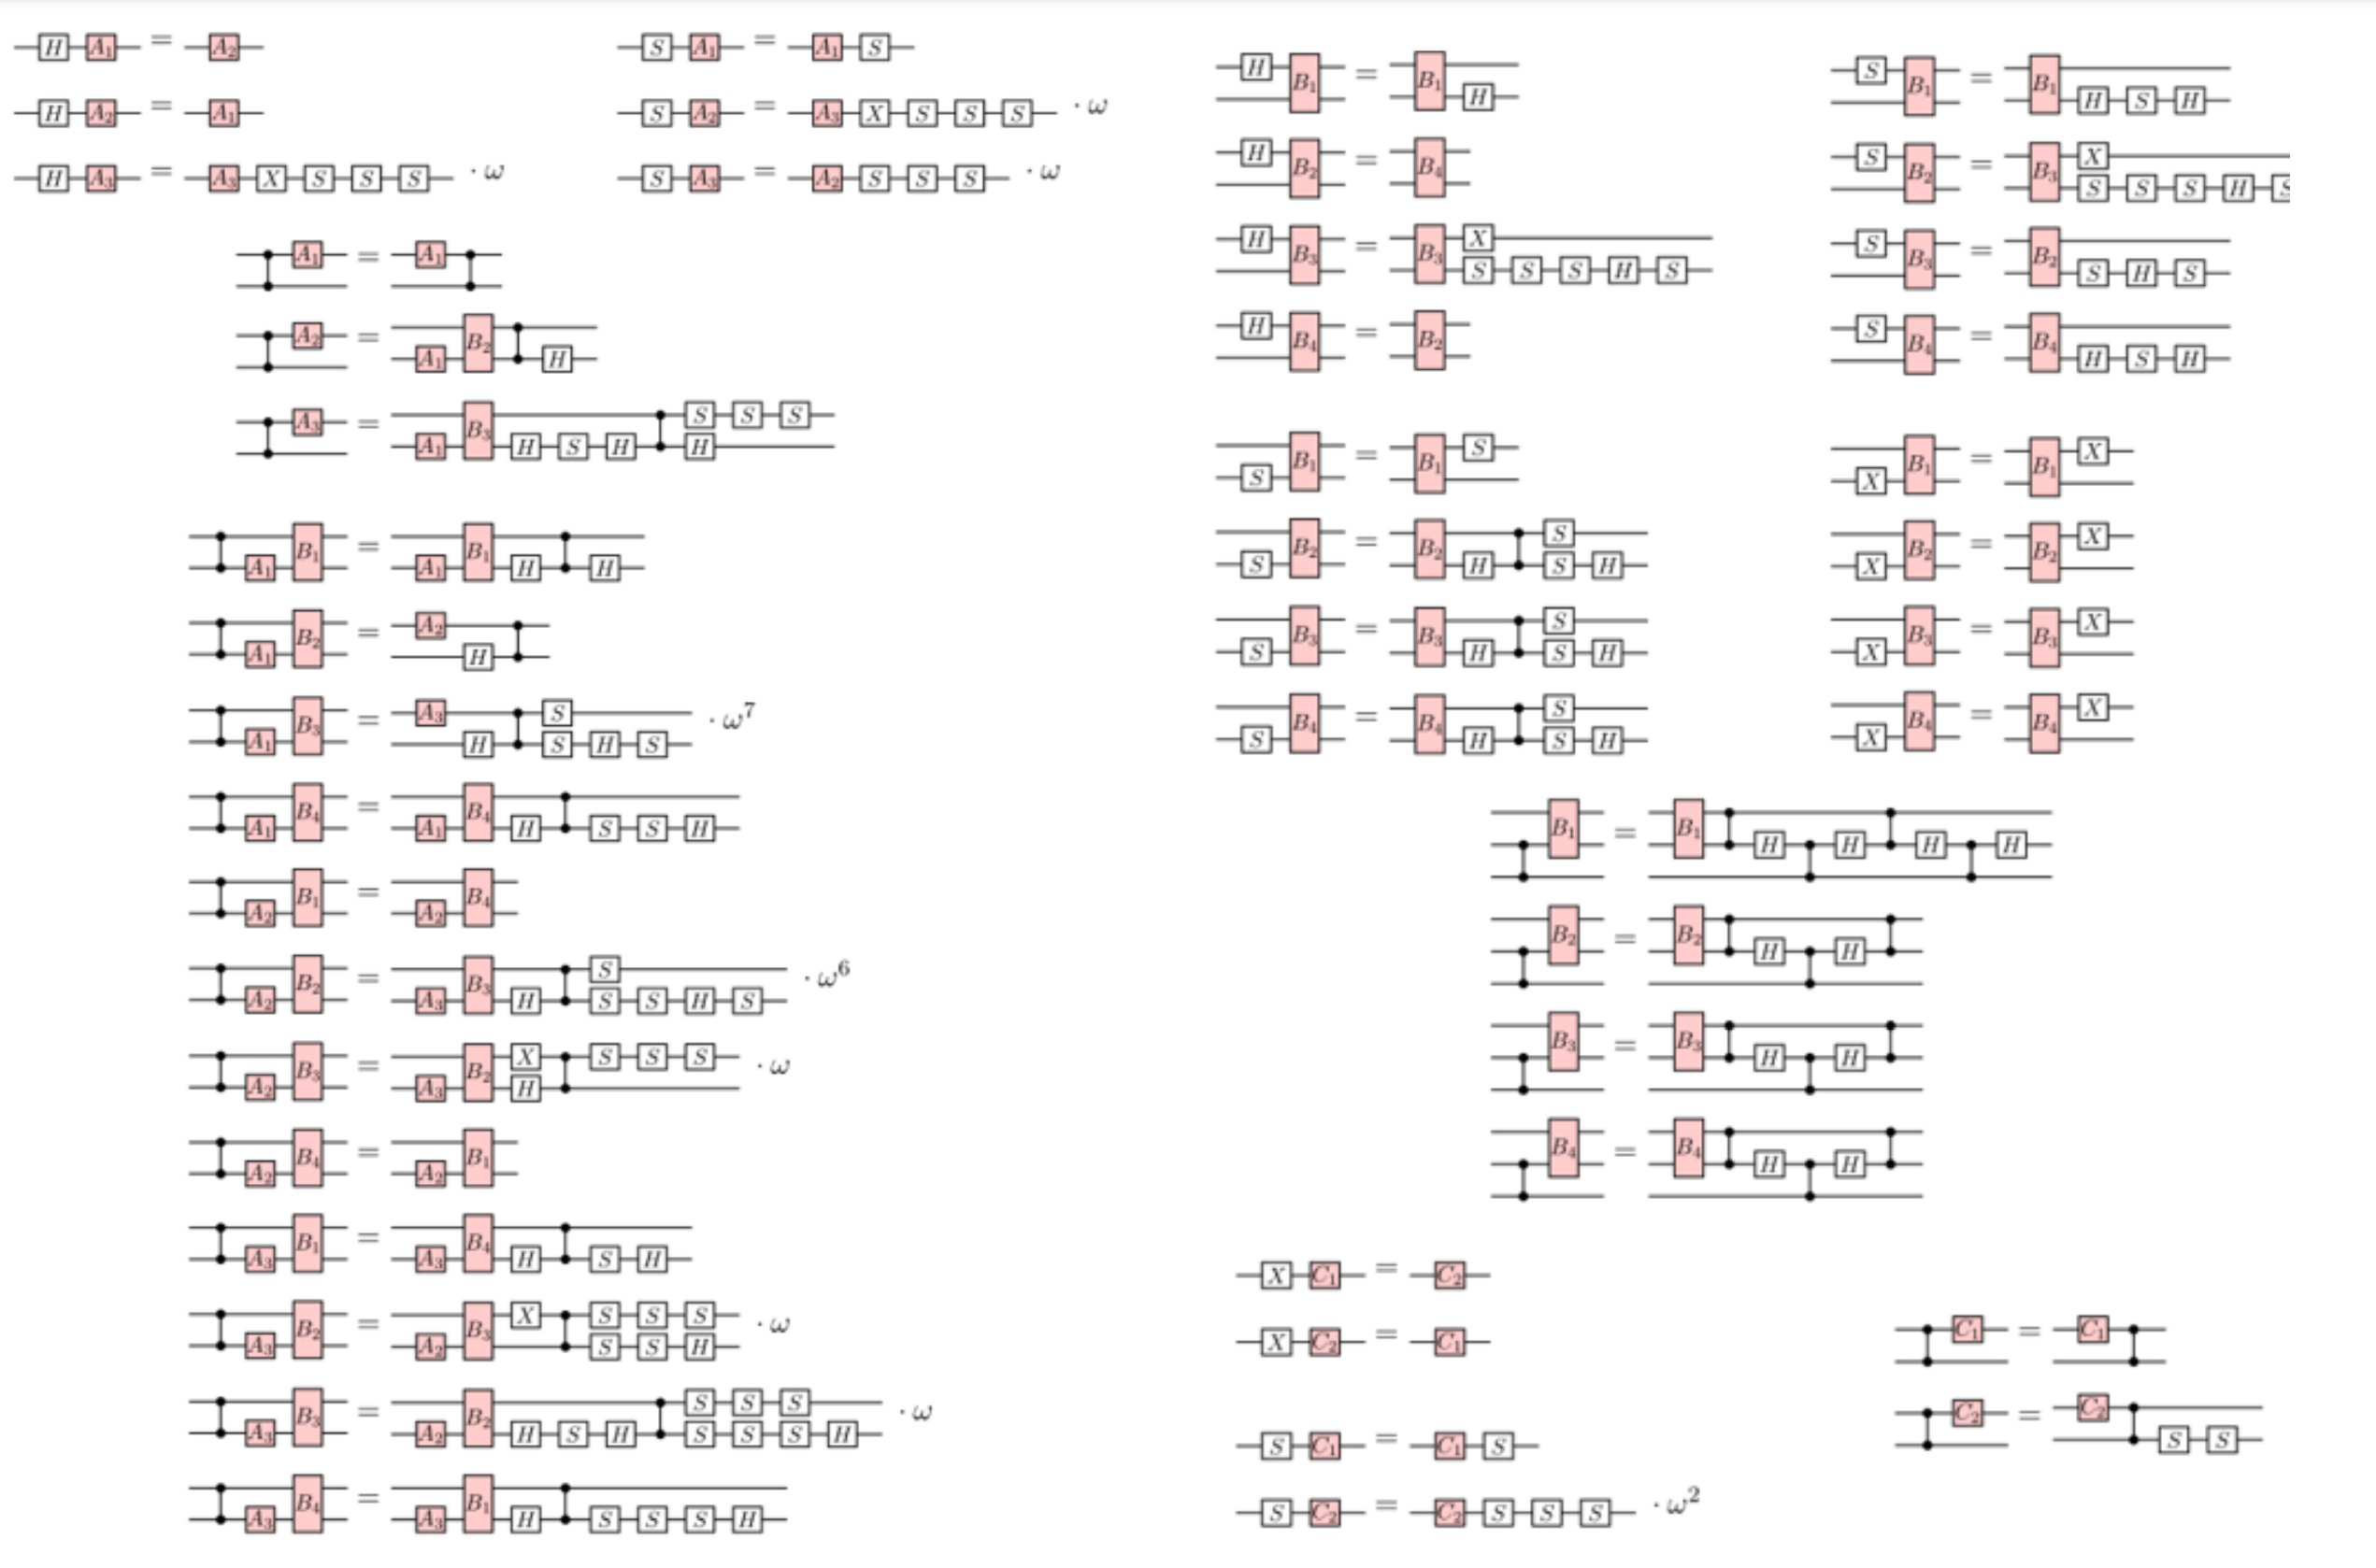 H A₁ = A₂
H A₂ = A₁
H A₃ = A₃ X S S S · ω
S A₁ = A₁ S
S A₂ = A₃ X S S S · ω
S A₃ = A₂ S S S · ω
A₁ = A₁
A₂ = A₁ B₂ H
A₃ = A₁ B₃ H S H S S S H
A₁ B₁ = A₁ B₁ H H
A₁ B₂ = A₂ H
A₁ B₃ = A₃ H S S H S · ω⁷
A₁ B₄ = A₁ B₄ H S S H
A₂ B₁ = A₂ B₄
A₂ B₂ = A₃ B₃ H S S S H S · ω⁶
A₂ B₃ = A₃ B₂ X H S S S · ω
A₂ B₄ = A₂ B₁
A₃ B₁ = A₃ B₄ H S H
A₃ B₂ = A₂ B₃ X S S S S S H · ω
A₃ B₃ = A₂ B₂ H S H S S S S S S H · ω
A₃ B₄ = A₃ B₁ H S S S H
H B₁ = B₁ H
H B₂ = B₄
H B₃ = B₃ X S S S H S
H B₄ = B₂
S B₁ = B₁ H S H
S B₂ = B₃ X S S S H S
S B₃ = B₂ S H S
S B₄ = B₄ H S H
S B₁ = B₁ S
S B₂ = B₂ H S S H
S B₃ = B₃ H S S H
S B₄ = B₄ H S S H
X B₁ = B₁ X
X B₂ = B₂ X
X B₃ = B₃ X
X B₄ = B₄ X
B₁ = B₁ H H H H
B₂ = B₂ H H
B₃ = B₃ H H
B₄ = B₄ H H
X C₁ = C₂
X C₂ = C₁
S C₁ = C₁ S
S C₂ = C₂ S S S · ω²
C₁ = C₁
C₂ = C₂ S S